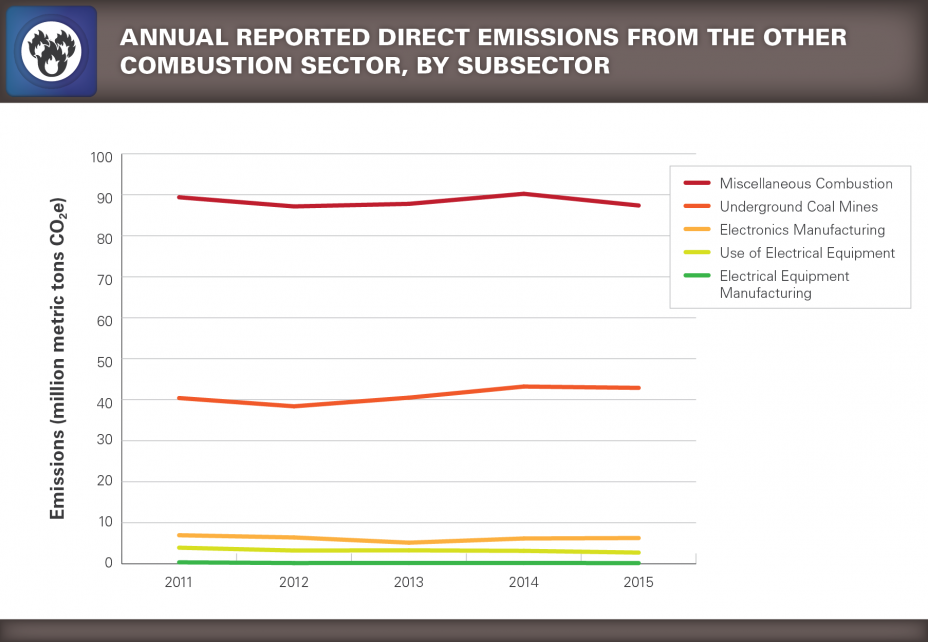 ANNUAL REPORTED DIRECT EMISSIONS FROM THE OTHER
COMBUSTION SECTOR, BY SUBSECTOR
Emissions (million metric tons CO₂e)
100
90
80
70
60
50
40
30
20
10
0
2011
2012
2013
2014
2015
Miscellaneous Combustion
Underground Coal Mines
Electronics Manufacturing
Use of Electrical Equipment
Electrical Equipment
Manufacturing